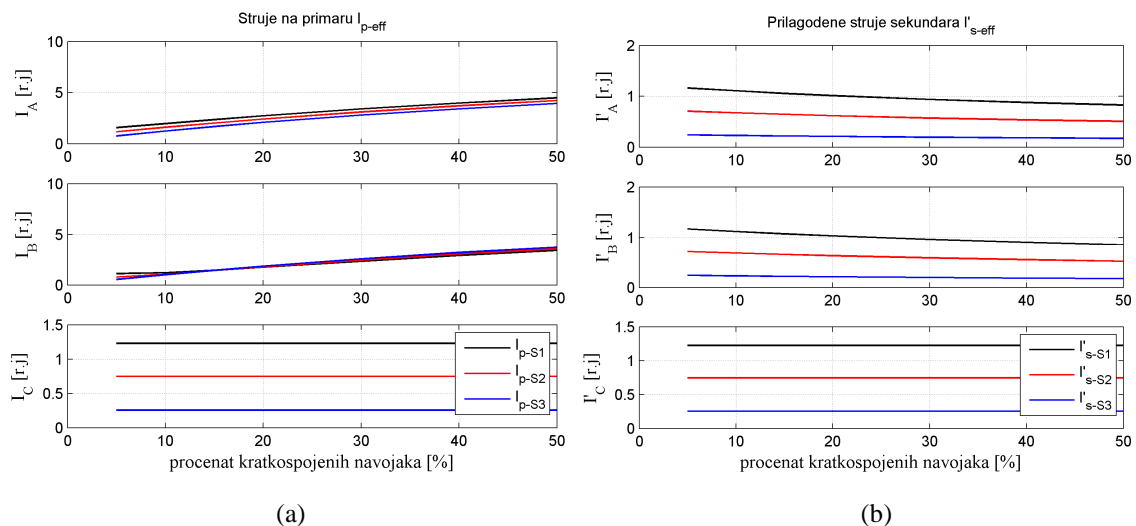 Struje na primaru I_p-eff
10
5
0
I_A [r.j]
0 10 20 30 40 50
10
5
0
I_B [r.j]
0 10 20 30 40 50
1.5
1
0.5
0
I_C [r.j]
I_p-S1
I_p-S2
I_p-S3
0 10 20 30 40 50
procenat kratkospojenih navojaka [%]
(a)
Prilagodene struje sekundara I'_s-eff
2
1
0
I'_A [r.j]
0 10 20 30 40 50
2
1
0
I'_B [r.j]
0 10 20 30 40 50
1.5
1
0.5
0
I'_C [r.j]
I'_s-S1
I'_s-S2
I'_s-S3
0 10 20 30 40 50
procenat kratkospojenih navojaka [%]
(b)